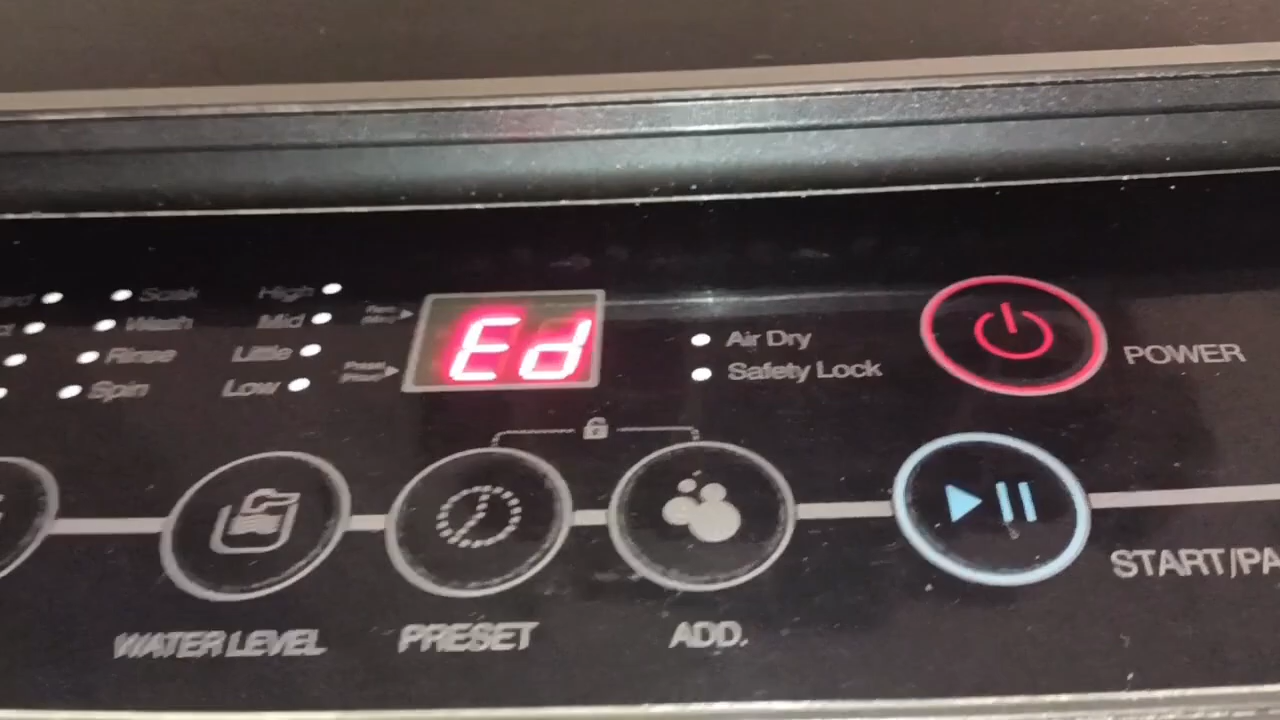 Soak
High
Wash
Mid
Rinse
Little
Spin
Low
Ed
Air Dry
Safety Lock
POWER
START/PA
WATER LEVEL
PRESET
ADD.